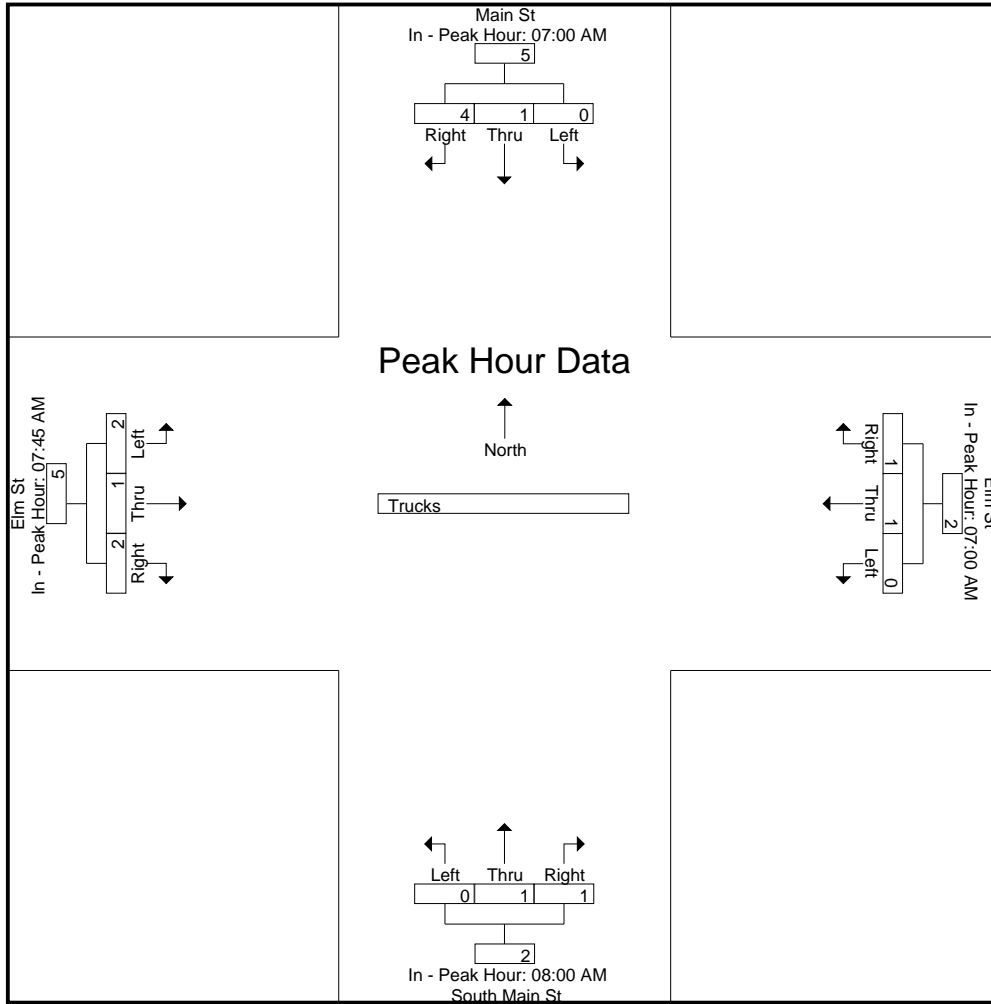 Main St
In - Peak Hour: 07:00 AM
5
4 1 0
Right Thru Left
Peak Hour Data
North
Trucks
Elm St
In - Peak Hour: 07:45 AM
5
2 1 2
Left Thru Right
Right Thru Left
1 1 0
2
In - Peak Hour: 07:00 AM
Elm St
Left Thru Right
0 1 1
2
In - Peak Hour: 08:00 AM
South Main St